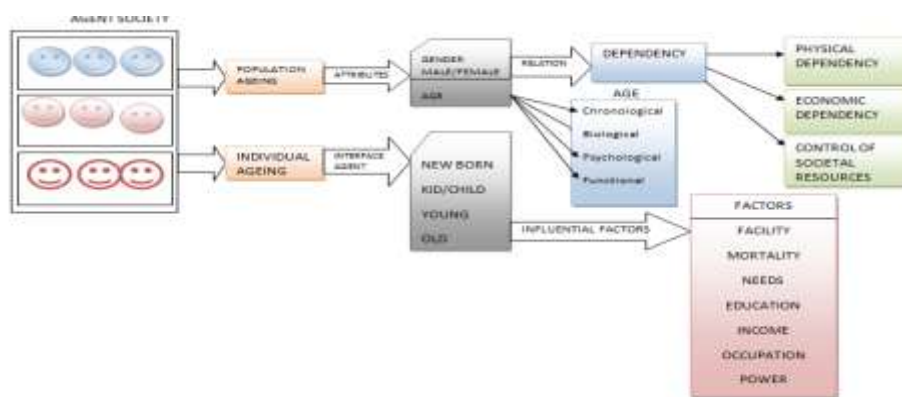 AGENT SOCIETY
POPULATION
AGEING
ATTRIBUTES
GENDER
MALE/FEMALE
AGE
RELATION
DEPENDENCY
PHYSICAL
DEPENDENCY
ECONOMIC
DEPENDENCY
CONTROL OF
SOCIETAL
RESOURCES
AGE
Chronological
Biological
Psychological
Functional
INDIVIDUAL
AGEING
INTERFACE
AGENT
NEW BORN
KID/CHILD
YOUNG
OLD
INFLUENTIAL FACTORS
FACTORS
FACILITY
MORTALITY
NEEDS
EDUCATION
INCOME
OCCUPATION
POWER